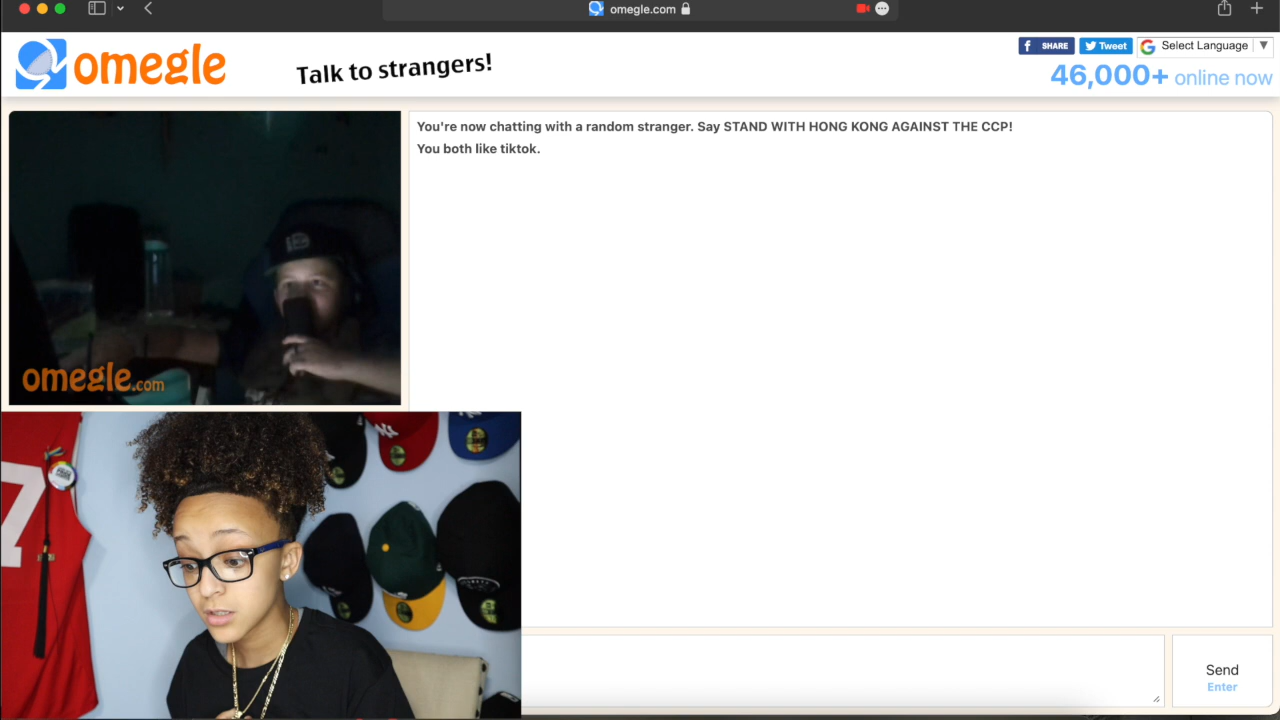 omegle.com
omegle
Talk to strangers!
SHARE
Tweet
Select Language
46,000+ online now
You're now chatting with a random stranger. Say STAND WITH HONG KONG AGAINST THE CCP!
You both like tiktok.
omegle.com
7
Send
Enter